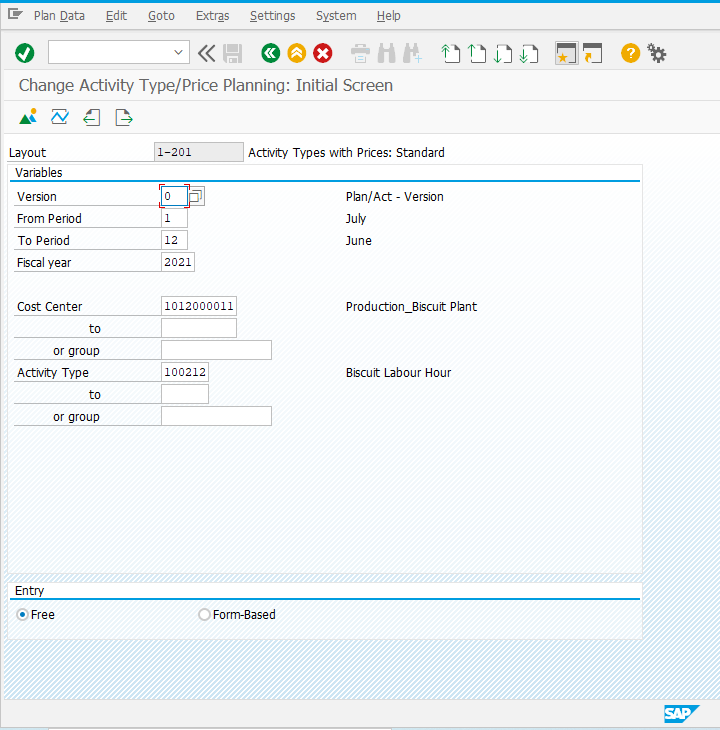 Plan Data Edit Goto Extras Settings System Help
Change Activity Type/Price Planning: Initial Screen
Layout 1-201 Activity Types with Prices: Standard
Variables
Version 0 Plan/Act - Version
From Period 1 July
To Period 12 June
Fiscal year 2021
Cost Center 1012000011 Production_Biscuit Plant
to
or group
Activity Type 100212 Biscuit Labour Hour
to
or group
Entry
Free Form-Based
SAP